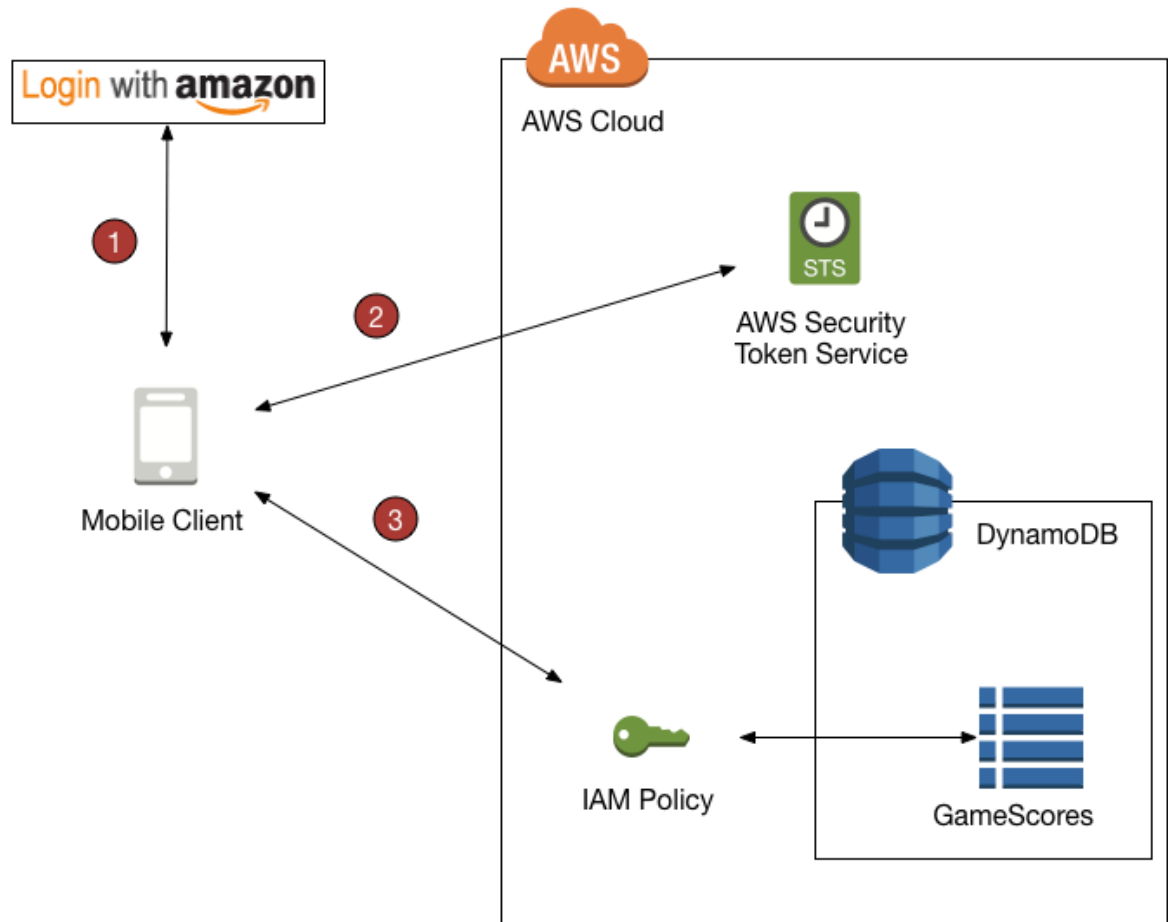 Login with amazon
AWS
AWS Cloud
1
2
STS
AWS Security
Token Service
Mobile Client
3
DynamoDB
IAM Policy
GameScores